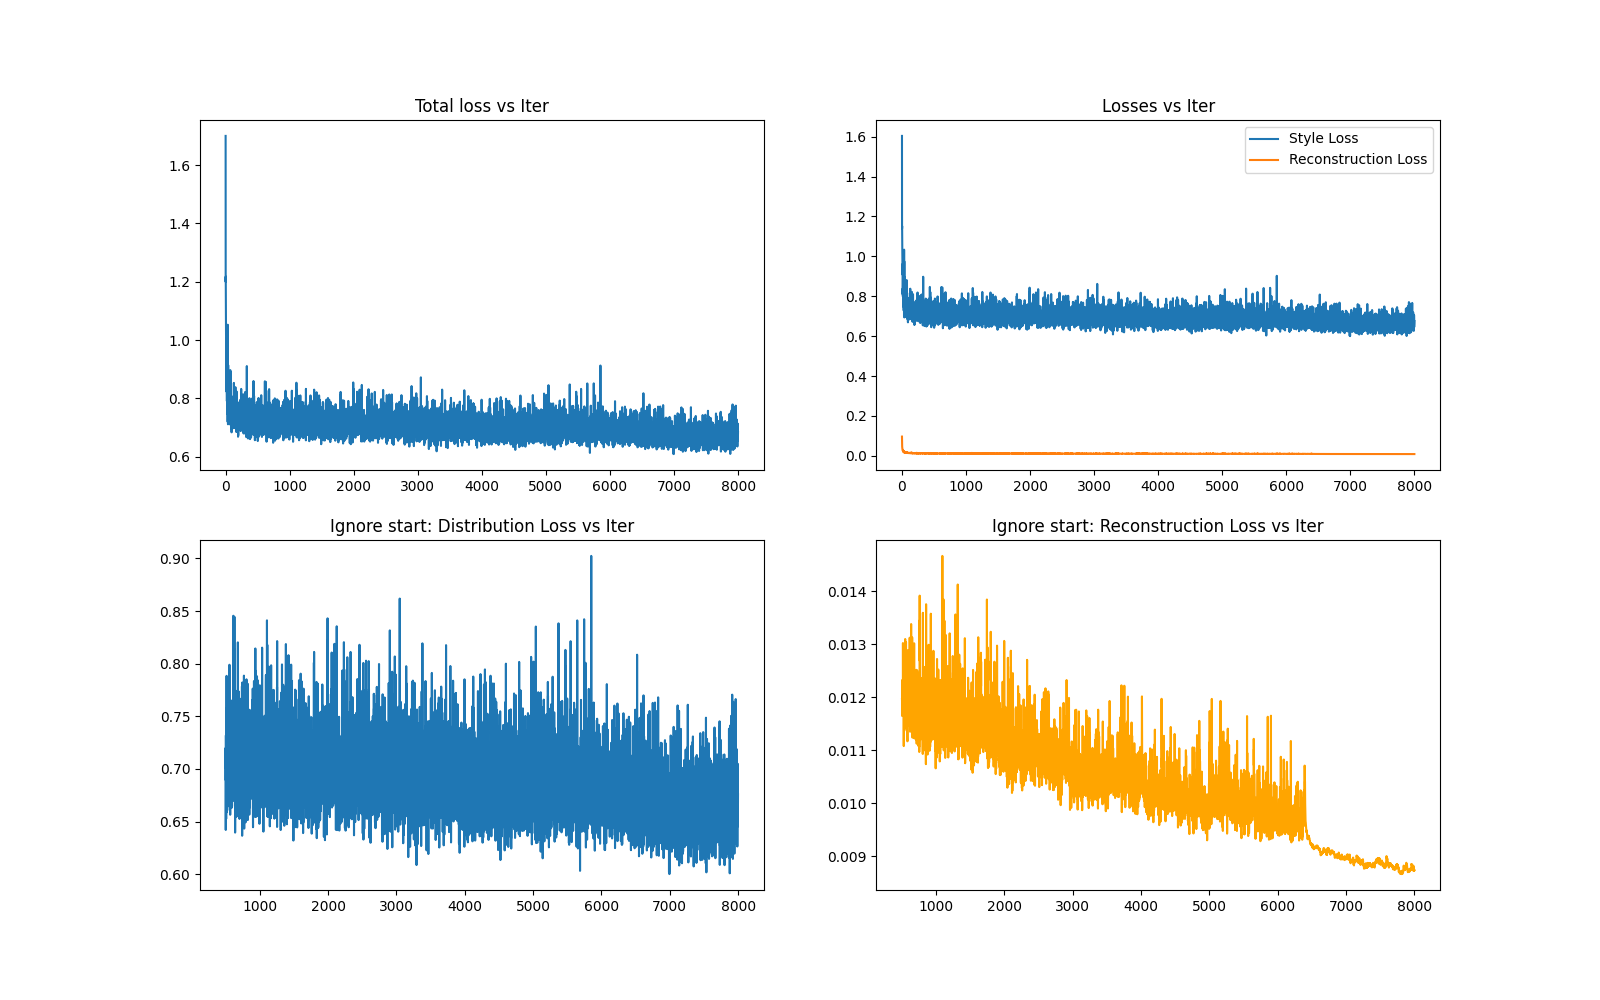 Total loss vs Iter
1.6
1.4
1.2
1.0
0.8
0.6
0 1000 2000 3000 4000 5000 6000 7000 8000
Losses vs Iter
Style Loss
Reconstruction Loss
1.6
1.4
1.2
1.0
0.8
0.6
0.4
0.2
0.0
0 1000 2000 3000 4000 5000 6000 7000 8000
Ignore start: Distribution Loss vs Iter
0.90
0.85
0.80
0.75
0.70
0.65
0.60
1000 2000 3000 4000 5000 6000 7000 8000
Ignore start: Reconstruction Loss vs Iter
0.014
0.013
0.012
0.011
0.010
0.009
1000 2000 3000 4000 5000 6000 7000 8000